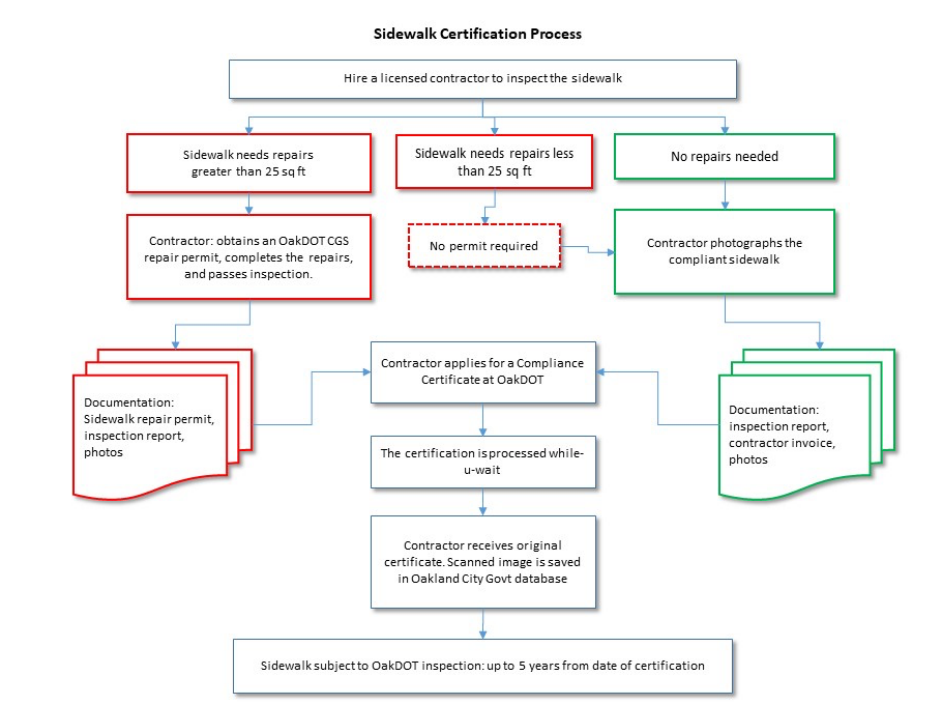 Sidewalk Certification Process
Hire a licensed contractor to inspect the sidewalk
Sidewalk needs repairs
greater than 25 sq ft
Sidewalk needs repairs less
than 25 sq ft
No repairs needed
Contractor: obtains an OakDOT CGS
repair permit, completes the repairs,
and passes inspection.
No permit required
Contractor photographs the
compliant sidewalk
Documentation:
Sidewalk repair permit,
inspection report,
photos
Contractor applies for a Compliance
Certificate at OakDOT
Documentation:
inspection report,
contractor invoice,
photos
The certification is processed while-
u-wait
Contractor receives original
certificate. Scanned image is saved
in Oakland City Govt database
Sidewalk subject to OakDOT inspection: up to 5 years from date of certification